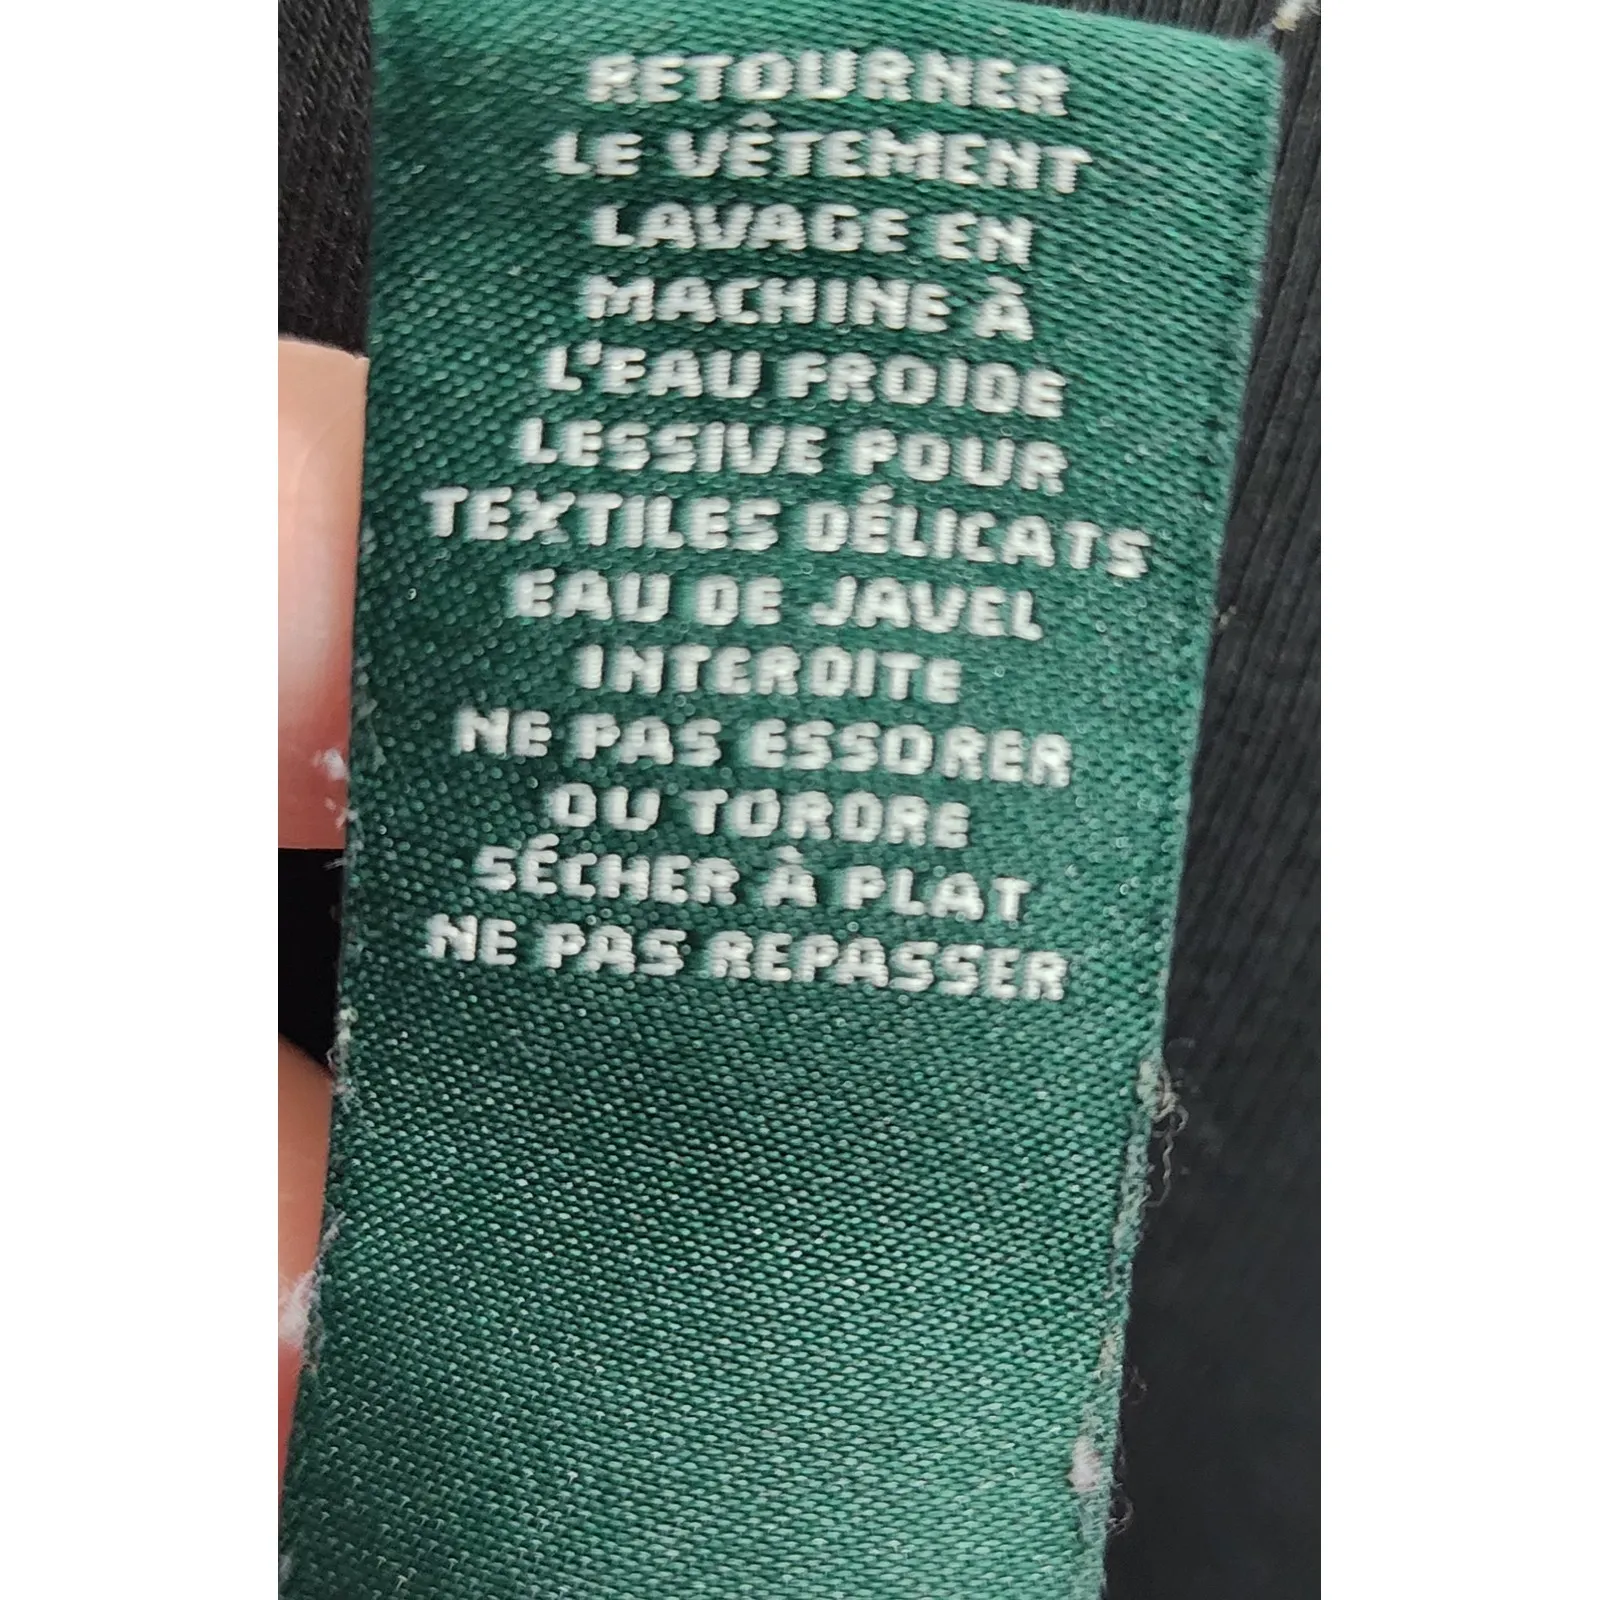 RETOURNER
LE VÊTEMENT
LAVAGE EN
MACHINE À
L'EAU FROIDE
LESSIVE POUR
TEXTILES DÉLICATS
EAU DE JAVEL
INTERDITE
NE PAS ESSORER
OU TORDRE
SÉCHER À PLAT
NE PAS REPASSER